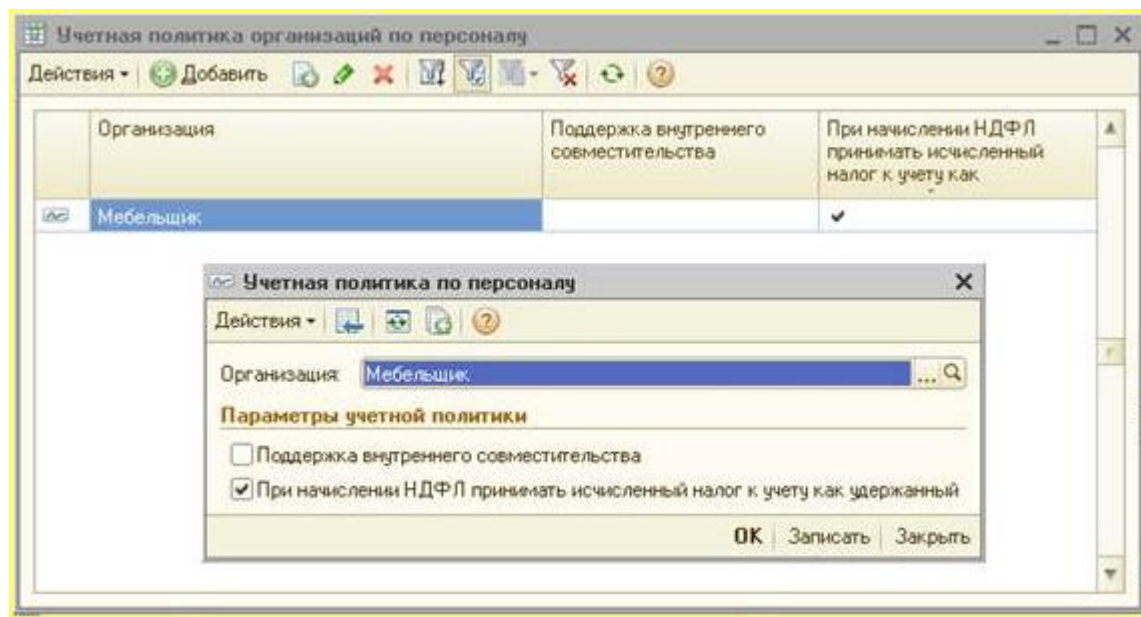 Учетная политика организаций по персоналу
Действия Добавить
Организация
Поддержка внутреннего
совместительства
При начислении НДФЛ
принимать исчисленный
налог к учету как
Мебельщик
Учетная политика по персоналу
Действия
Организация: Мебельщик ...
Параметры учетной политики
Поддержка внутреннего совместительства
При начислении НДФЛ принимать исчисленный налог к учету как удержанный
OK Записать Закрыть